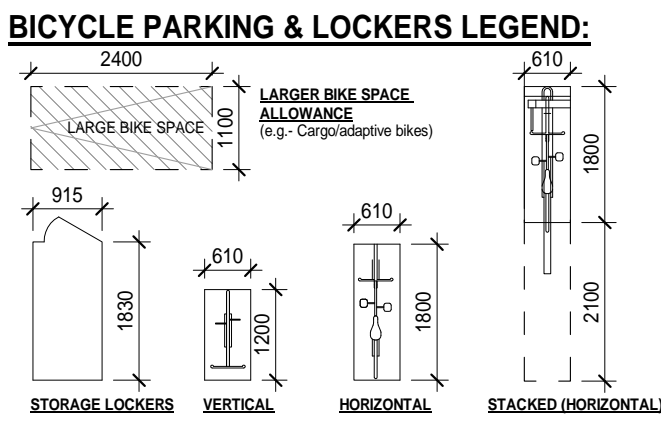 BICYCLE PARKING & LOCKERS LEGEND:
2400
610
LARGE BIKE SPACE
1100
LARGER BIKE SPACE
ALLOWANCE
(e.g.- Cargo/adaptive bikes)
1800
915
610
610
1830
1200
1800
2100
STORAGE LOCKERS
VERTICAL
HORIZONTAL
STACKED (HORIZONTAL)